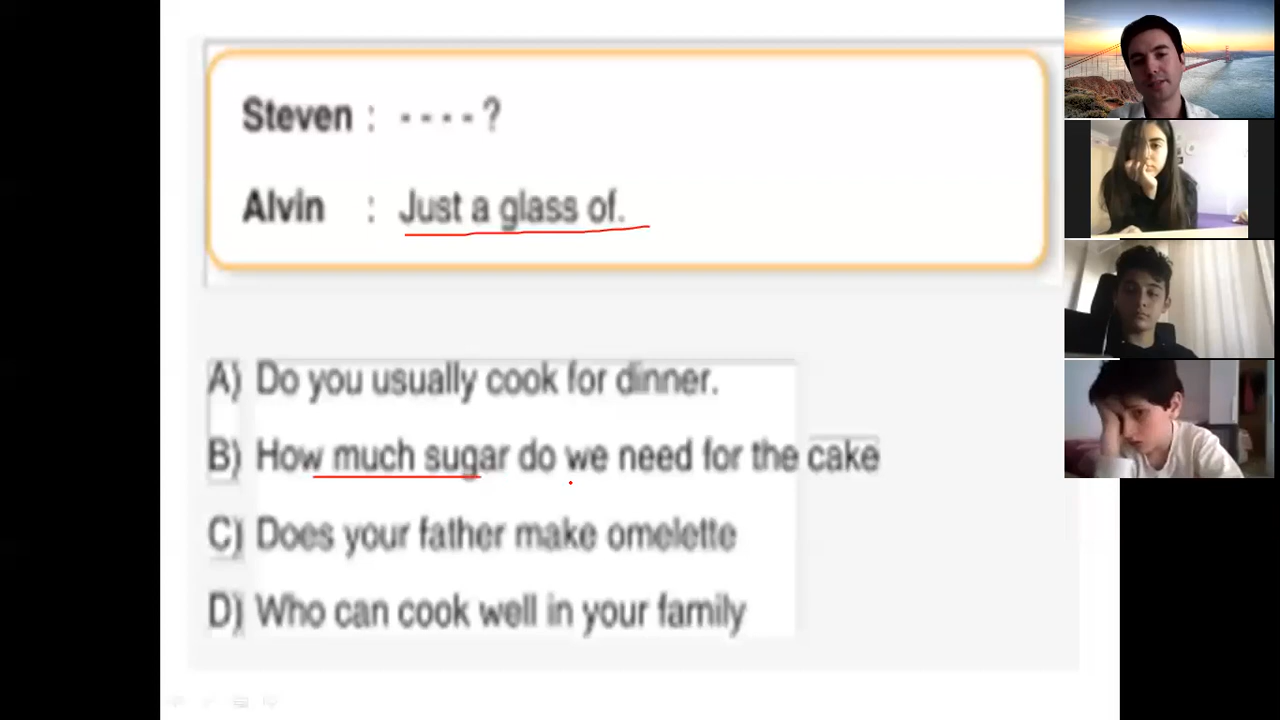 Steven : - - - - ?
Alvin : Just a glass of.
A) Do you usually cook for dinner.
B) How much sugar do we need for the cake
C) Does your father make omelette
D) Who can cook well in your family